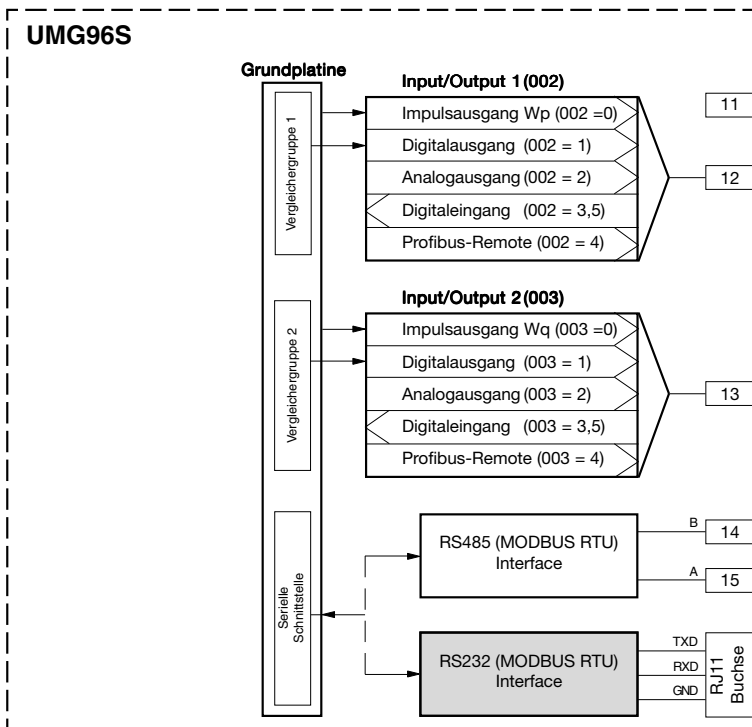 UMG96S
Grundplatine
Vergleichergruppe 1
Input/Output 1 (002)
Impulsausgang Wp (002 =0)
Digitalausgang (002 = 1)
Analogausgang (002 = 2)
Digitaleingang (002 = 3,5)
Profibus-Remote (002 = 4)
11
12
Vergleichergruppe 2
Input/Output 2 (003)
Impulsausgang Wq (003 =0)
Digitalausgang (003 = 1)
Analogausgang (003 = 2)
Digitaleingang (003 = 3,5)
Profibus-Remote (003 = 4)
13
Serielle
Schnittstelle
RS485 (MODBUS RTU)
Interface
B
14
A
15
RS232 (MODBUS RTU)
Interface
TXD
RXD
GND
RJ11
Buchse